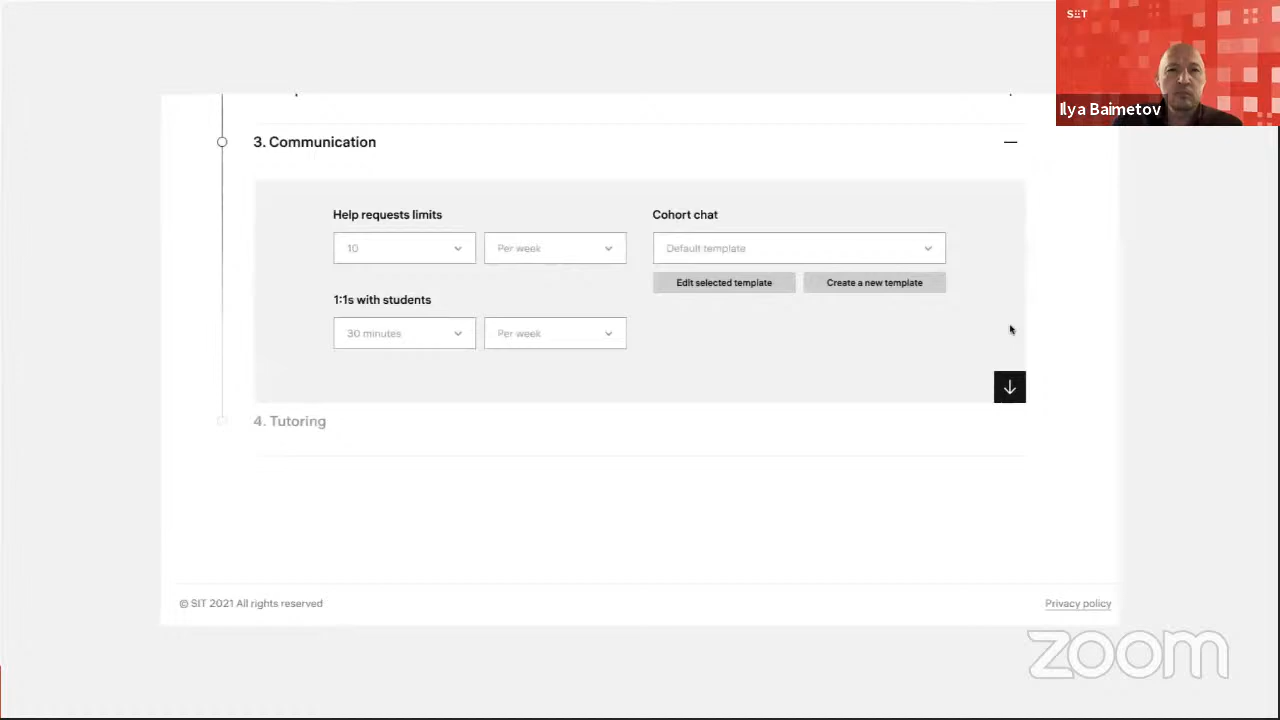 SIT
Ilya Baimetov
3. Communication
Help requests limits
Cohort chat
10
Per week
Default template
Edit selected template
Create a new template
1:1s with students
30 minutes
Per week
4. Tutoring
© SIT 2021 All rights reserved
Privacy policy
zoom